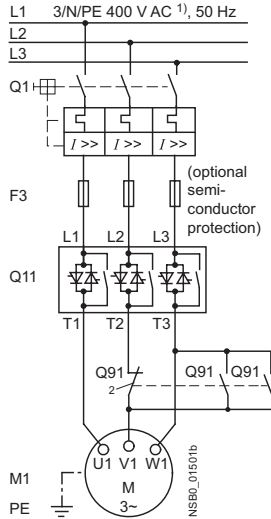 L1 3/N/PE 400 V AC 1), 50 Hz
L2
L3
Q1
I >> I >> I >>
F3
(optional
semi-
conductor
protection)
L1 L2 L3
Q11
T1 T2 T3
Q91 Q91 Q91
2
U1 V1 W1
M1
M
3~
PE
NSB0_01501b